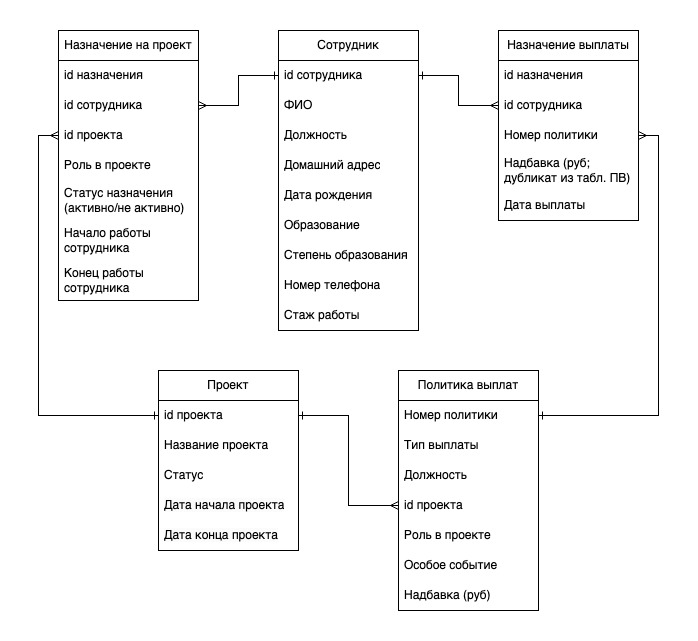 Назначение на проект
id назначения
id сотрудника
id проекта
Роль в проекте
Статус назначения
(активно/не активно)
Начало работы
сотрудника
Конец работы
сотрудника
Сотрудник
id сотрудника
ФИО
Должность
Домашний адрес
Дата рождения
Образование
Степень образования
Номер телефона
Стаж работы
Назначение выплаты
id назначения
id сотрудника
Номер политики
Надбавка (руб;
дубликат из табл. ПВ)
Дата выплаты
Проект
id проекта
Название проекта
Статус
Дата начала проекта
Дата конца проекта
Политика выплат
Номер политики
Тип выплаты
Должность
id проекта
Роль в проекте
Особое событие
Надбавка (руб)